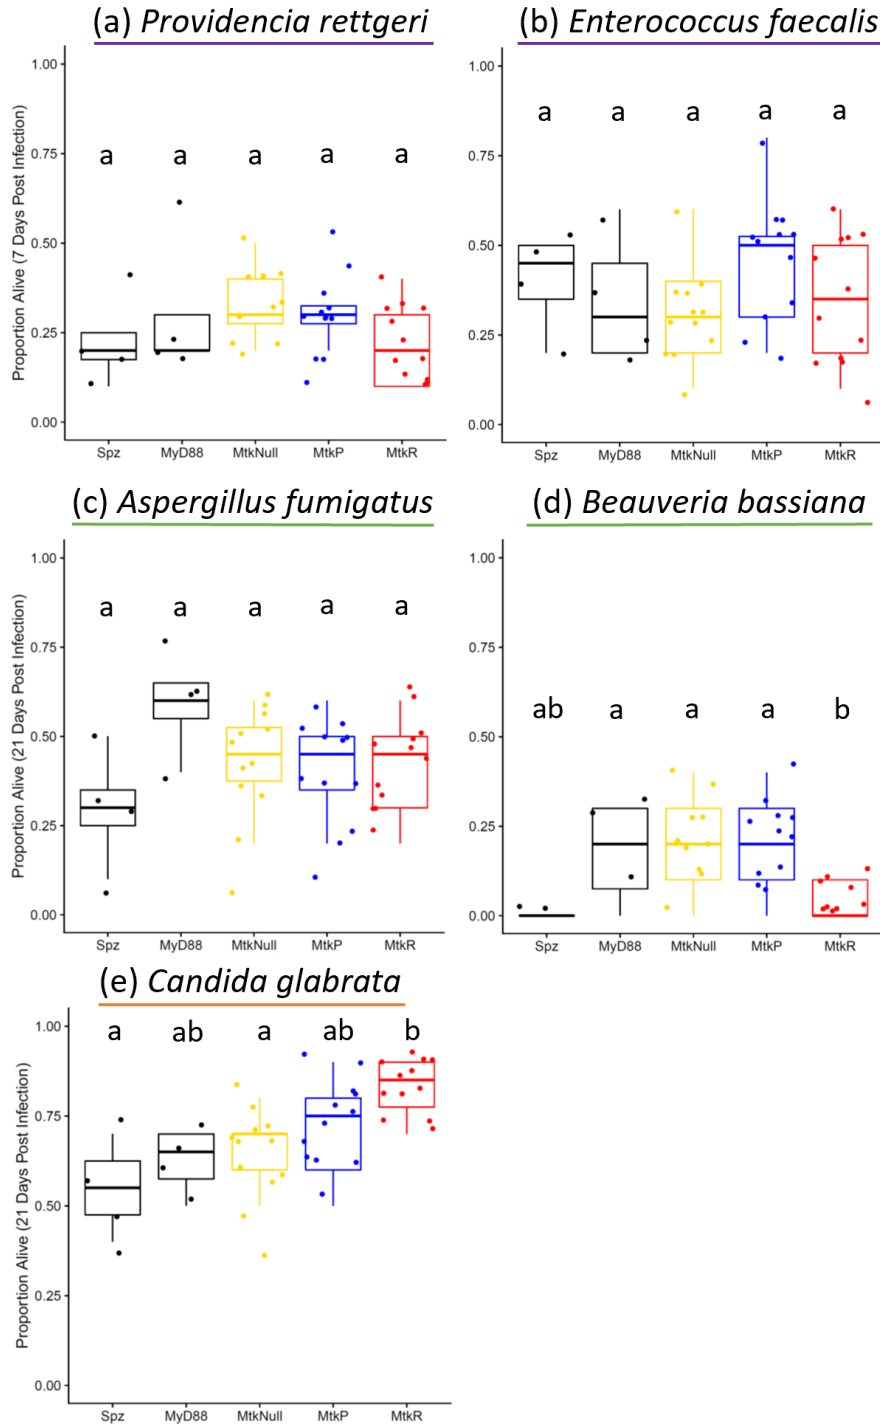 (a) Providencia rettgeri
Proportion Alive (7 Days Post Infection)
1.00
0.75
0.50
0.25
0.00
a a a a a
Spz MyD88 MtkNull MtkP MtkR
(b) Enterococcus faecalis
1.00
0.75
0.50
0.25
0.00
a a a a a
Spz MyD88 MtkNull MtkP MtkR
(c) Aspergillus fumigatus
Proportion Alive (21 Days Post Infection)
1.00
0.75
0.50
0.25
0.00
a a a a a
Spz MyD88 MtkNull MtkP MtkR
(d) Beauveria bassiana
1.00
0.75
0.50
0.25
0.00
ab a a a b
Spz MyD88 MtkNull MtkP MtkR
(e) Candida glabrata
Proportion Alive (21 Days Post Infection)
1.00
0.75
0.50
0.25
0.00
a ab a ab b
Spz MyD88 MtkNull MtkP MtkR